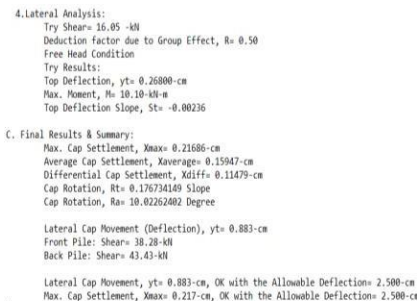 4.Lateral Analysis:
Try Shear= 16.05 -kN
Deduction factor due to Group Effect, R= 0.50
Free Head Condition
Try Results:
Top Deflection, yt= 0.26800-cm
Max. Moment, M= 10.10-kN-m
Top Deflection Slope, St= -0.00236
C. Final Results & Summary:
Max. Cap Settlement, Xmax= 0.21686-cm
Average Cap Settlement, Xaverage= 0.15947-cm
Differential Cap Settlement, Xdiff= 0.11479-cm
Cap Rotation, Rt= 0.176734149 Slope
Cap Rotation, Ra= 10.02262402 Degree
Lateral Cap Movement (Deflection), yt= 0.883-cm
Front Pile: Shear= 38.28-kN
Back Pile: Shear= 43.43-kN
Lateral Cap Movement, yt= 0.883-cm, OK with the Allowable Deflection= 2.500-cm
Max. Cap Settlement, Xmax= 0.217-cm, OK with the Allowable Deflection= 2.500-cm